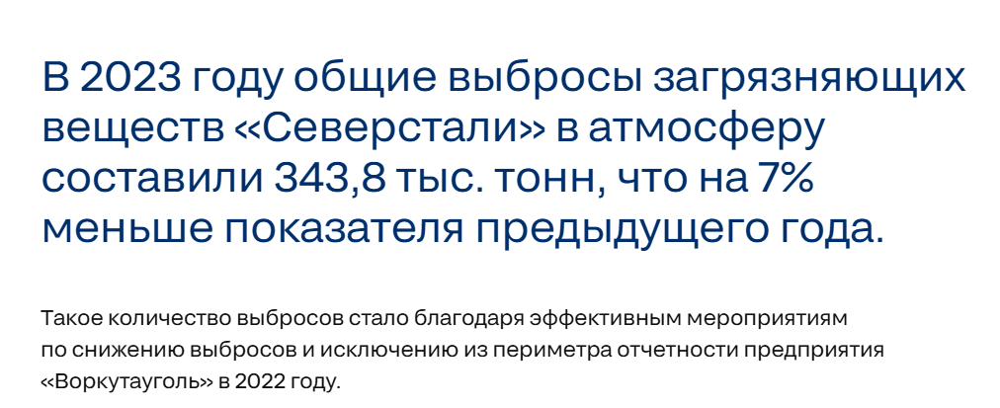 В 2023 году общие выбросы загрязняющих
веществ «Северстали» в атмосферу
составили 343,8 тыс. тонн, что на 7%
меньше показателя предыдущего года.
Такое количество выбросов стало благодаря эффективным мероприятиям
по снижению выбросов и исключению из периметра отчетности предприятия
«Воркутауголь» в 2022 году.